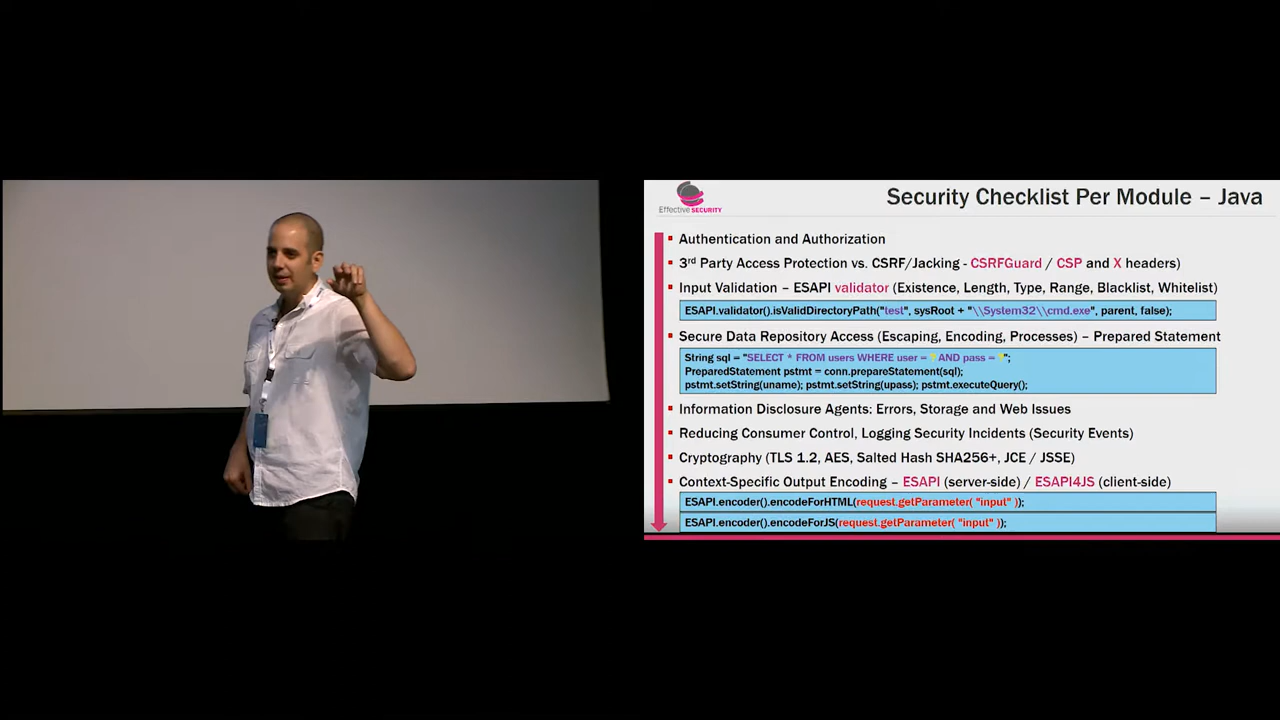 Effective SECURITY
Security Checklist Per Module – Java
Authentication and Authorization
3rd Party Access Protection vs. CSRF/Jacking - CSRFGuard / CSP and X headers)
Input Validation – ESAPI validator (Existence, Length, Type, Range, Blacklist, Whitelist)
ESAPI.validator().isValidDirectoryPath("test", sysRoot + "\\System32\\cmd.exe", parent, false);
Secure Data Repository Access (Escaping, Encoding, Processes) – Prepared Statement
String sql = "SELECT * FROM users WHERE user = ? AND pass = ?";
PreparedStatement pstmt = conn.prepareStatement(sql);
pstmt.setString(uname); pstmt.setString(upass); pstmt.executeQuery();
Information Disclosure Agents: Errors, Storage and Web Issues
Reducing Consumer Control, Logging Security Incidents (Security Events)
Cryptography (TLS 1.2, AES, Salted Hash SHA256+, JCE / JSSE)
Context-Specific Output Encoding – ESAPI (server-side) / ESAPI4JS (client-side)
ESAPI.encoder().encodeForHTML(request.getParameter( "input" ));
ESAPI.encoder().encodeForJS(request.getParameter( "input" ));